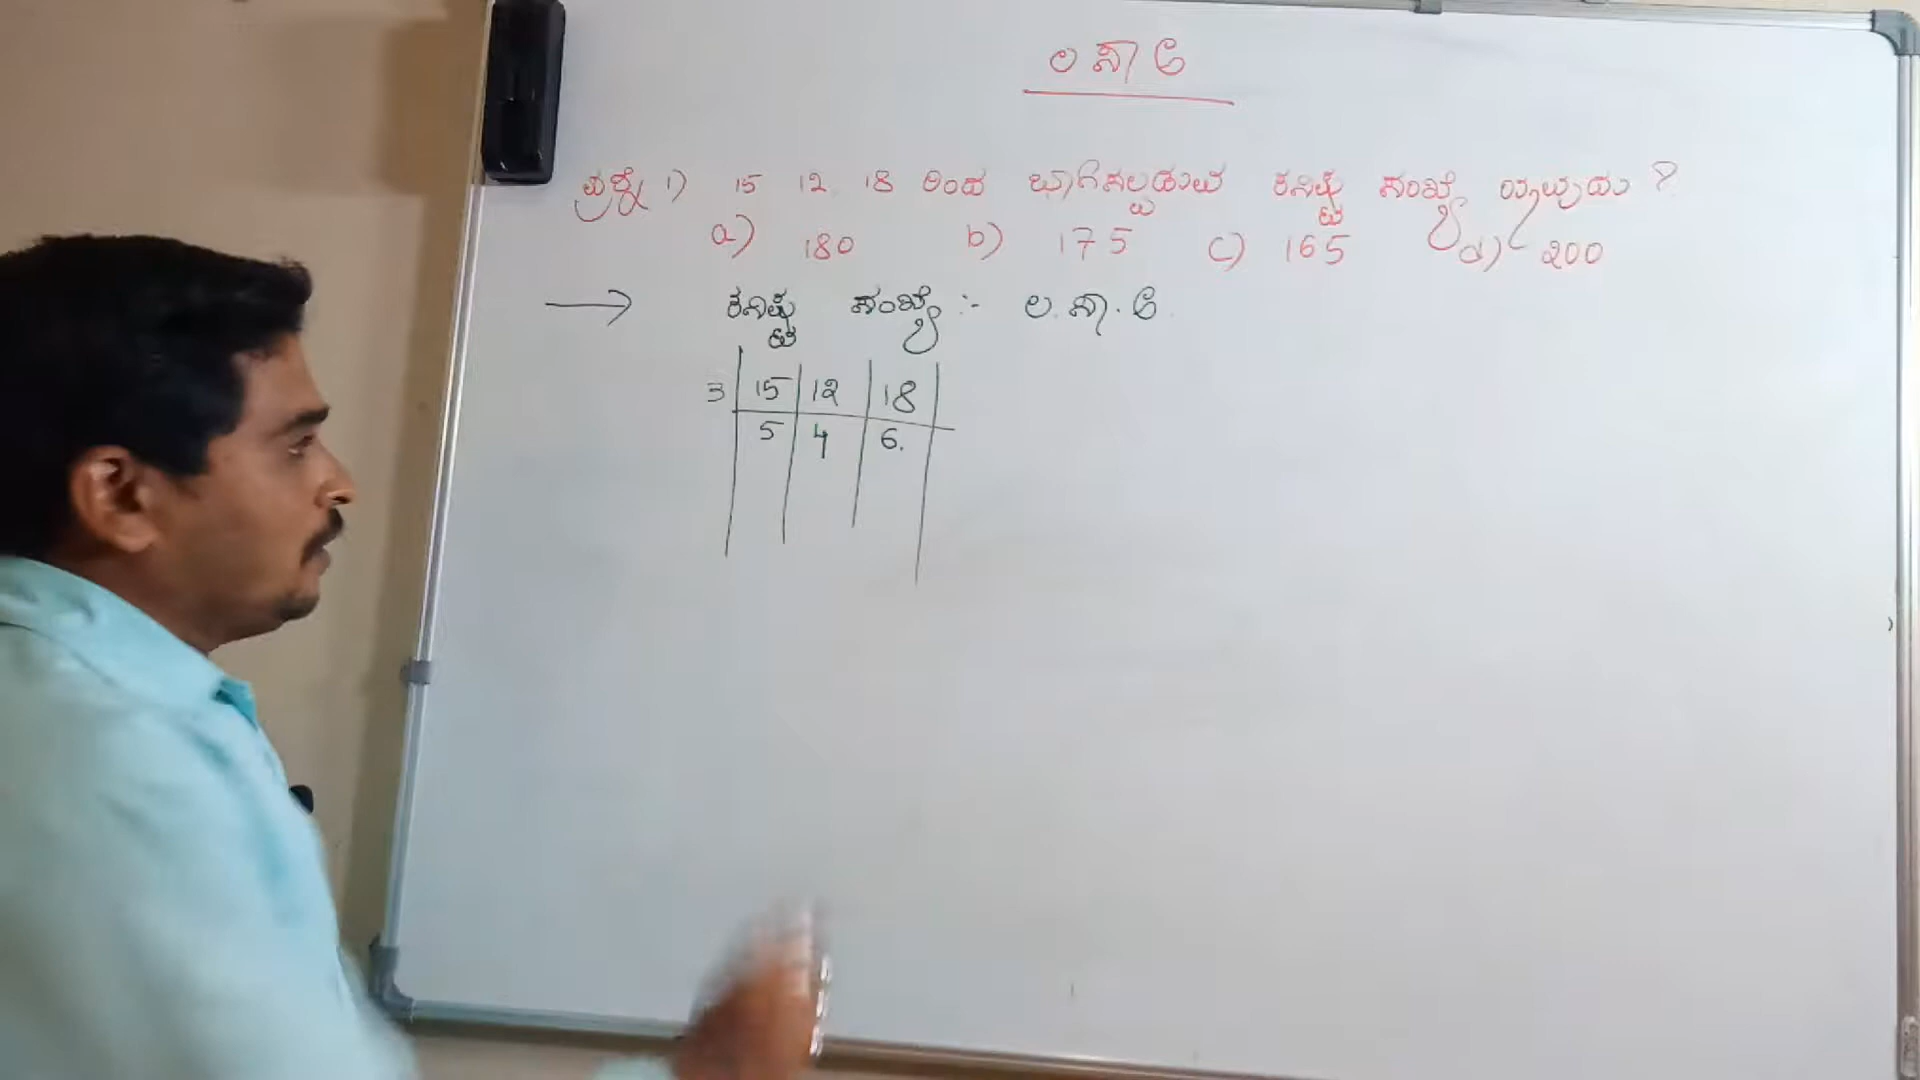 ಲ ಸಾ ಅ
ಪ್ರಶ್ನೆ 1) 15 12 18 ರಿಂದ ಭಾಗಿಸಲ್ಪಡುವ ಕನಿಷ್ಟ ಸಂಖ್ಯೆ ಯಾವುದು ?
a) 180 b) 175 c) 165 d) 200
→ ಕನಿಷ್ಟ ಸಂಖ್ಯೆ :- ಲ.ಸಾ.ಅ.
3 15 12 18
5 4 6.